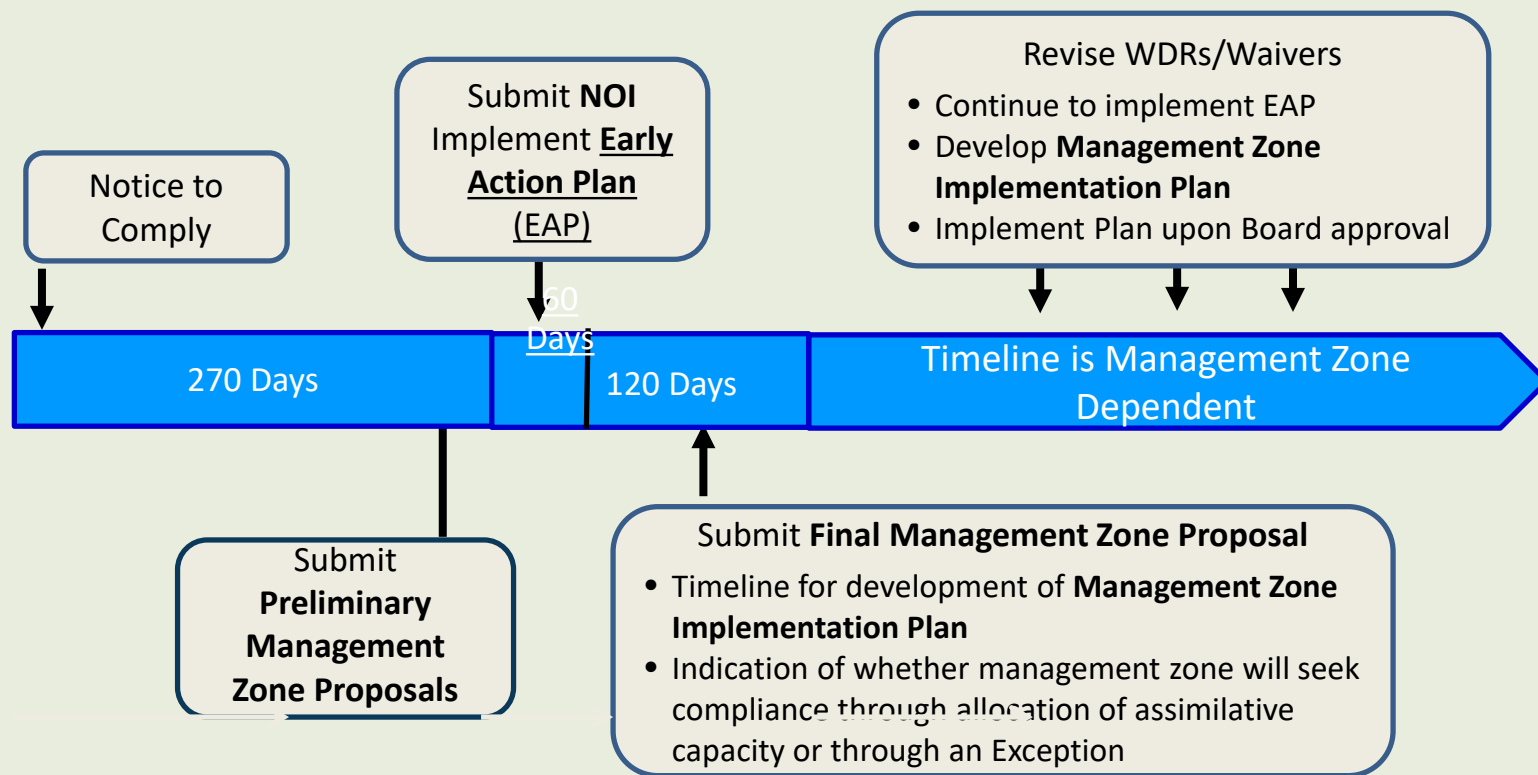 Notice to
Comply
Submit NOI
Implement Early
Action Plan
(EAP)
Revise WDRs/Waivers
• Continue to implement EAP
• Develop Management Zone
Implementation Plan
• Implement Plan upon Board approval
270 Days
60
Days
120 Days
Timeline is Management Zone
Dependent
Submit
Preliminary
Management
Zone Proposals
Submit Final Management Zone Proposal
• Timeline for development of Management Zone
Implementation Plan
• Indication of whether management zone will seek
compliance through allocation of assimilative
capacity or through an Exception